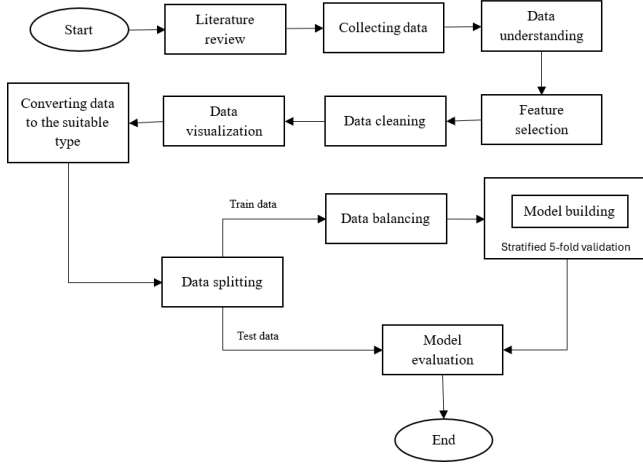 Start
Literature
review
Collecting data
Data
understanding
Converting data
to the suitable
type
Data
visualization
Data cleaning
Feature
selection
Train data
Data balancing
Model building
Stratified 5-fold validation
Data splitting
Test data
Model
evaluation
End